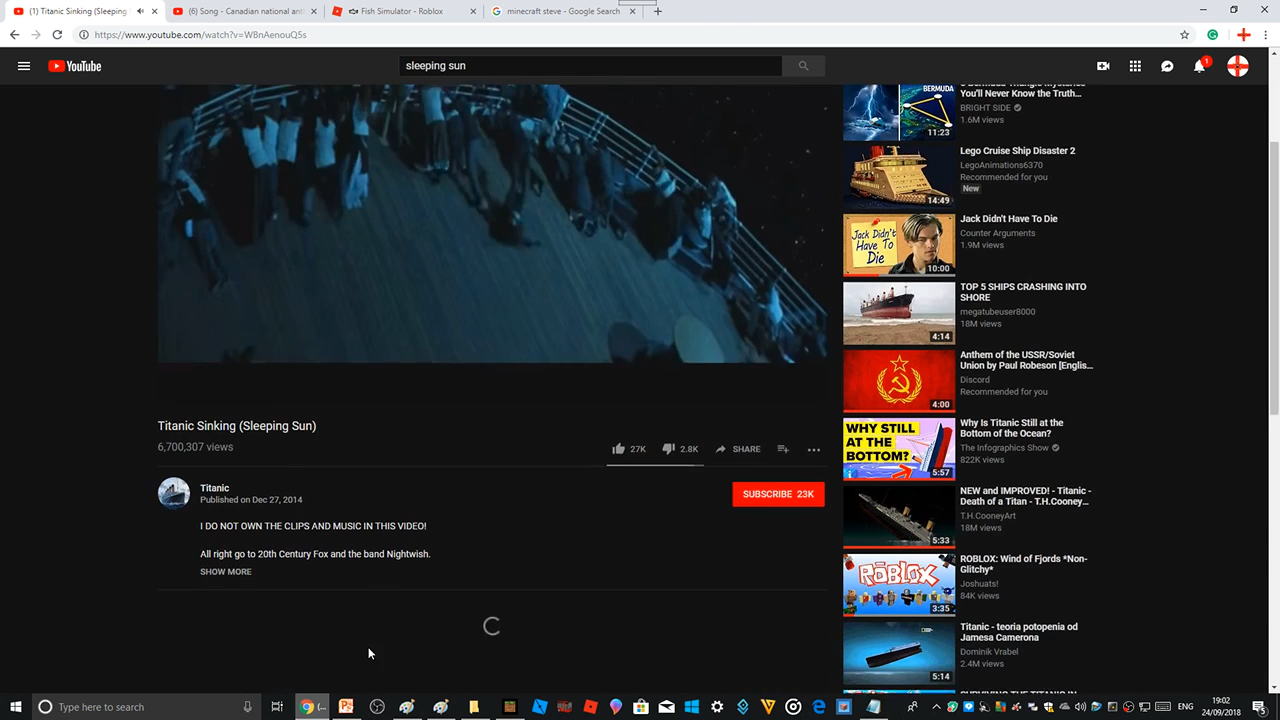 (1) Titanic Sinking (Sleeping
(6) Song - Canadian national ant
Fish Simulator - Roblox
minecraft steve - Google Search
https://www.youtube.com/watch?v=WBnAenouQ5s
YouTube
sleeping sun
1
BERMUDA
You'll Never Know the Truth...
BRIGHT SIDE
1.6M views
11:23
Lego Cruise Ship Disaster 2
LegoAnimations6370
Recommended for you
New
14:49
Jack Didn't Have To Die
Counter Arguments
1.9M views
Jack Didn't
Have To
Die
10:00
TOP 5 SHIPS CRASHING INTO
SHORE
megatubeuser8000
18M views
4:14
Anthem of the USSR/Soviet
Union by Paul Robeson [Englis...
Discord
Recommended for you
4:00
Why Is Titanic Still at the
Bottom of the Ocean?
The Infographics Show
822K views
WHY STILL
AT THE
BOTTOM?
5:57
NEW and IMPROVED! - Titanic -
Death of a Titan - T.H.Cooney...
T.H.CooneyArt
18M views
5:33
ROBLOX: Wind of Fjords *Non-
Glitchy*
Joshuats!
84K views
ROBLOX
3:35
Titanic - teoria potopenia od
Jamesa Camerona
Dominik Vrabel
2.4M views
5:14
Titanic Sinking (Sleeping Sun)
6,700,307 views
27K
2.8K
SHARE
Titanic
Published on Dec 27, 2014
SUBSCRIBE 23K
I DO NOT OWN THE CLIPS AND MUSIC IN THIS VIDEO!
All right go to 20th Century Fox and the band Nightwish.
SHOW MORE
Type here to search
ENG
19:02
24/09/2018